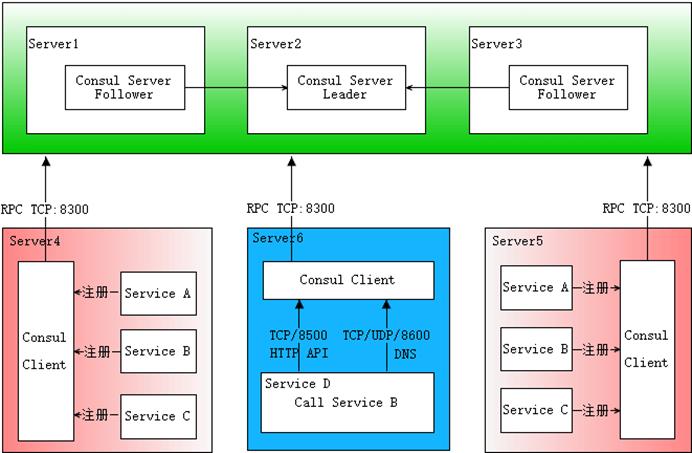 Server1
Server2
Server3
Consul Server
Follower
Consul Server
Leader
Consul Server
Follower
RPC TCP:8300
RPC TCP:8300
RPC TCP:8300
Server4
Consul
Client
注册
Service A
注册
Service B
注册
Service C
Server6
Consul Client
TCP/8500
HTTP API
TCP/UDP/8600
DNS
Service D
Call Service B
Server5
Service A
注册
Service B
注册
Service C
注册
Consul
Client